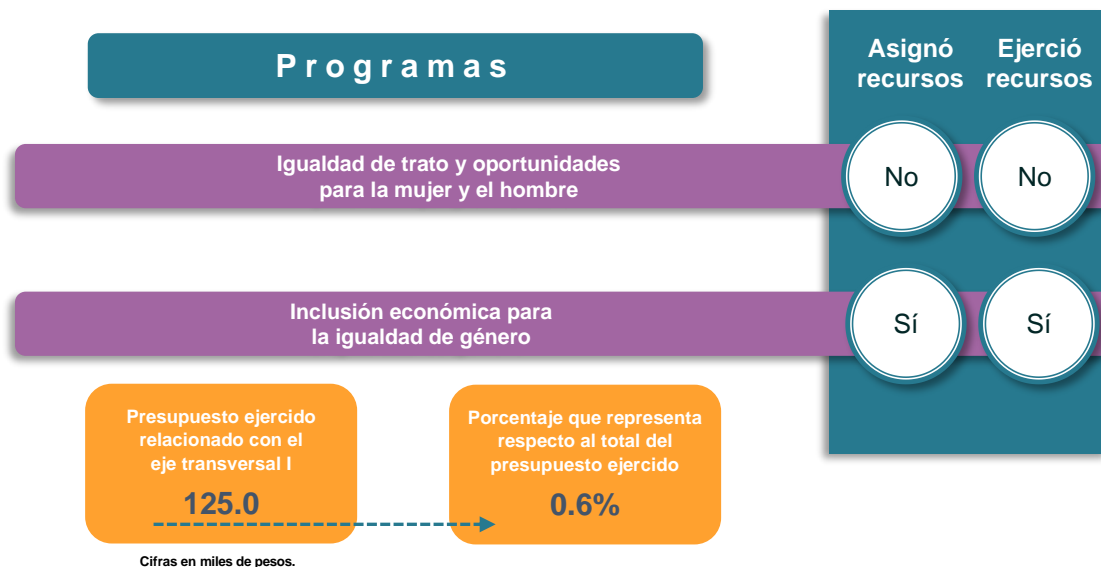 Programas
Asignó recursos
Ejerció recursos
Igualdad de trato y oportunidades
para la mujer y el hombre
No
No
Inclusión económica para
la igualdad de género
Sí
Sí
Presupuesto ejercido
relacionado con el
eje transversal I
125.0
Porcentaje que representa
respecto al total del
presupuesto ejercido
0.6%
Cifras en miles de pesos.